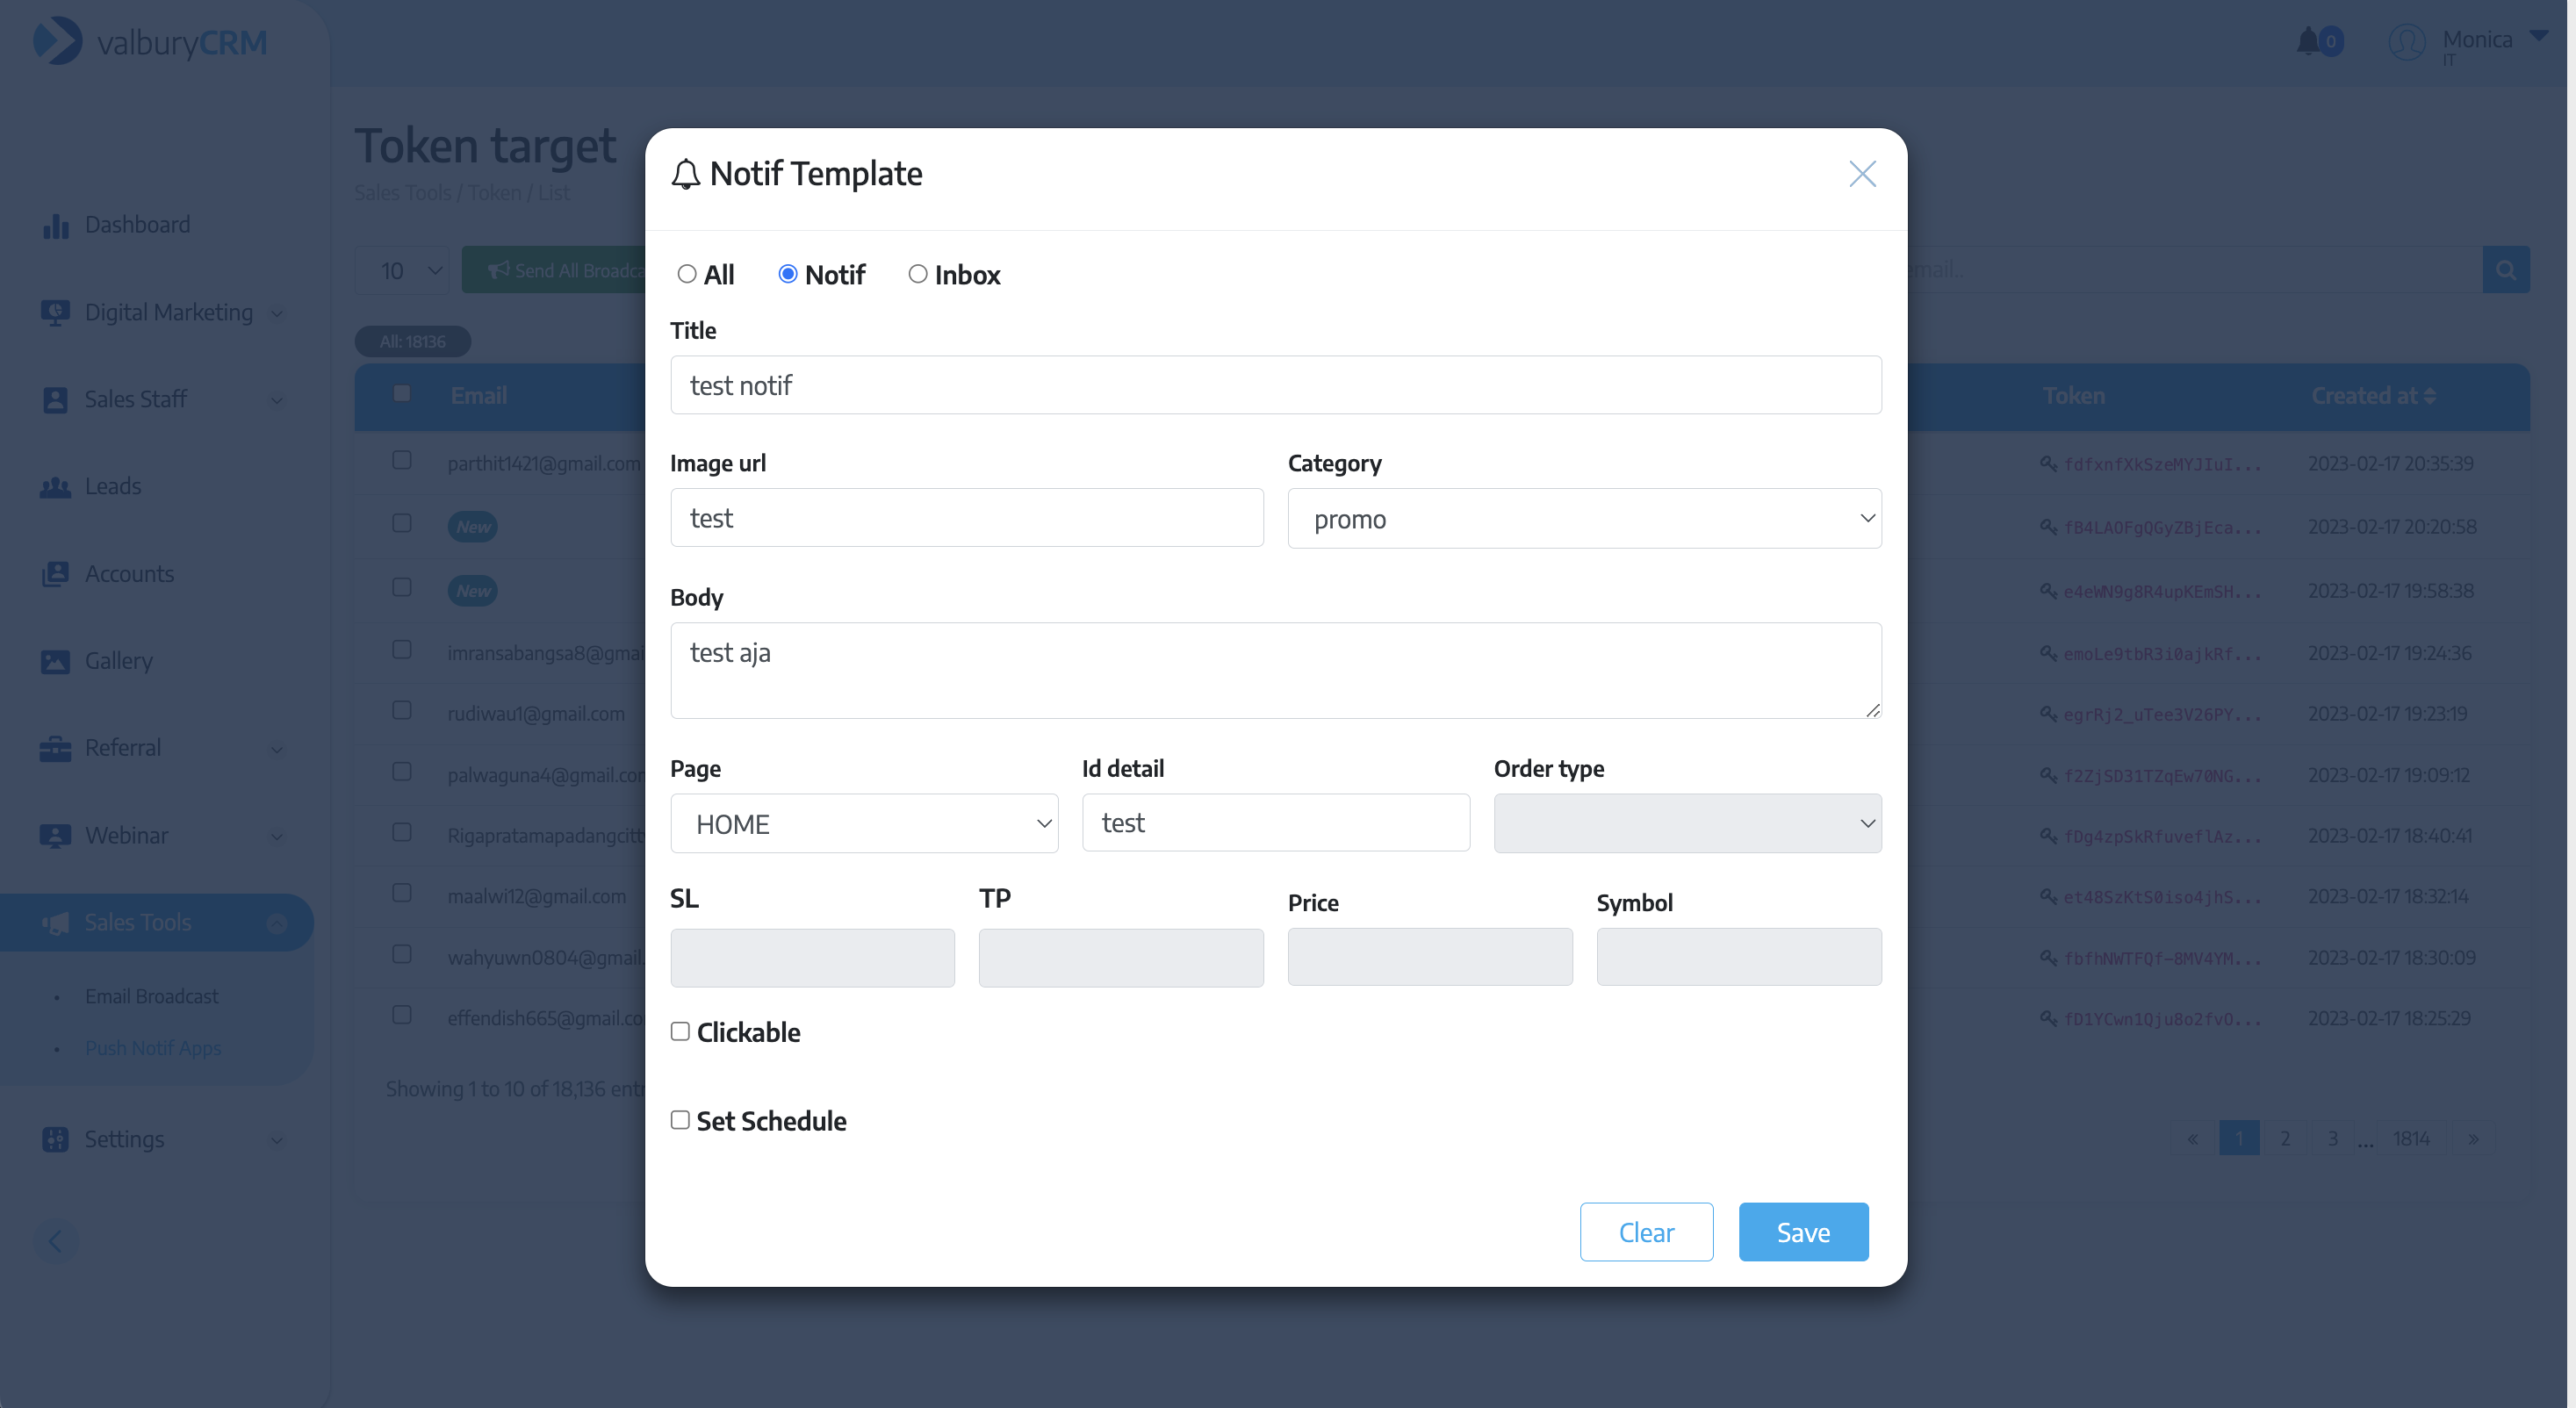 valburyCRM
0
Monica
IT
Token target
Sales Tools / Token / List
Dashboard
Digital Marketing
Sales Staff
Leads
Accounts
Gallery
Referral
Webinar
Sales Tools
Email Broadcast
Push Notif Apps
Settings
10
Send All Broadca
email..
All: 18136
Email
Token
Created at
parthit1421@gmail.com
fdfxnfXkSzeMYJIuI...
2023-02-17 20:35:39
New
fB4LAOFgQGyZBjEca...
2023-02-17 20:20:58
New
e4eWN9g8R4upKEmSH...
2023-02-17 19:58:38
imransabangsa8@gmai
emoLe9tbR3i0ajkRf...
2023-02-17 19:24:36
rudiwau1@gmail.com
egrRj2_uTee3V26PY...
2023-02-17 19:23:19
palwaguna4@gmail.com
f2ZjSD31TZqEw70NG...
2023-02-17 19:09:12
Rigapratamapadangcitty
fDg4zpSkRfuveflAz...
2023-02-17 18:40:41
maalwi12@gmail.com
et48SzKtS0iso4jhS...
2023-02-17 18:32:14
wahyuwn0804@gmail.
fbfhNWTFQf-8MV4YM...
2023-02-17 18:30:09
effendish665@gmail.co
fD1YCwn1Qju8o2fvO...
2023-02-17 18:25:29
Showing 1 to 10 of 18,136 entr
« 1 2 3 ... 1814 »
Notif Template
All Notif Inbox
Title
test notif
Image url Category
test promo
Body
test aja
Page Id detail Order type
HOME test
SL TP Price Symbol
Clickable
Set Schedule
Clear Save